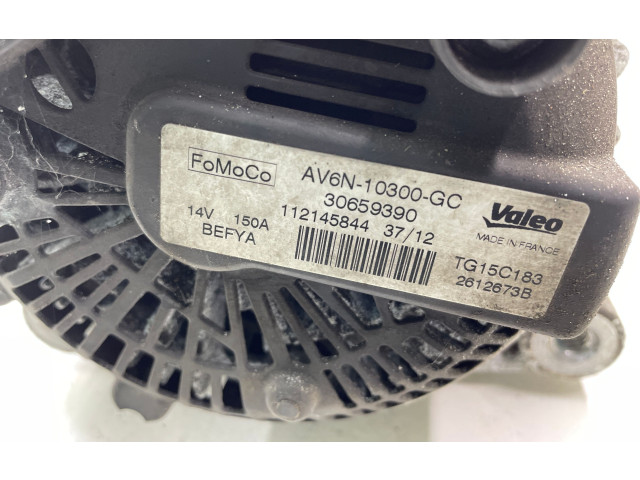 FoMoCo
AV6N-10300-GC
30659390
14V 150A 112145844 37/12
BEFYA
Valeo
MADE IN FRANCE
TG15C183
2612673B